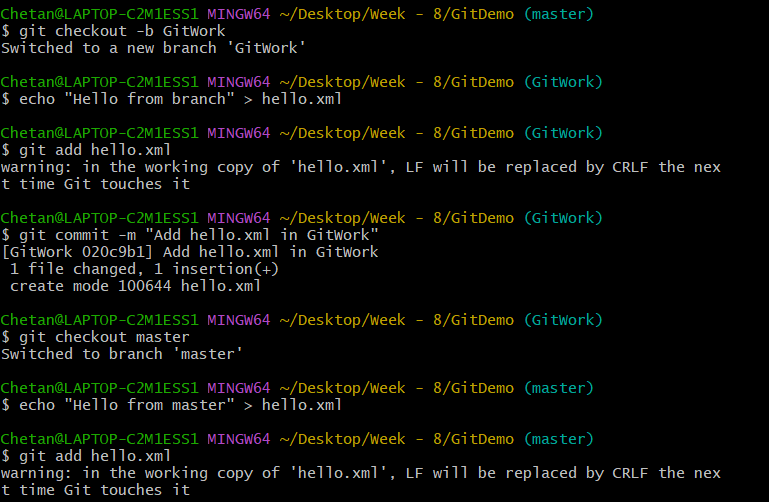 Chetan@LAPTOP-C2M1ESS1 MINGW64 ~/Desktop/Week - 8/GitDemo (master)
$ git checkout -b GitWork
Switched to a new branch 'GitWork'
Chetan@LAPTOP-C2M1ESS1 MINGW64 ~/Desktop/Week - 8/GitDemo (GitWork)
$ echo "Hello from branch" > hello.xml
Chetan@LAPTOP-C2M1ESS1 MINGW64 ~/Desktop/Week - 8/GitDemo (GitWork)
$ git add hello.xml
warning: in the working copy of 'hello.xml', LF will be replaced by CRLF the nex
t time Git touches it
Chetan@LAPTOP-C2M1ESS1 MINGW64 ~/Desktop/Week - 8/GitDemo (GitWork)
$ git commit -m "Add hello.xml in GitWork"
[GitWork 020c9b1] Add hello.xml in GitWork
 1 file changed, 1 insertion(+)
 create mode 100644 hello.xml
Chetan@LAPTOP-C2M1ESS1 MINGW64 ~/Desktop/Week - 8/GitDemo (GitWork)
$ git checkout master
Switched to branch 'master'
Chetan@LAPTOP-C2M1ESS1 MINGW64 ~/Desktop/Week - 8/GitDemo (master)
$ echo "Hello from master" > hello.xml
Chetan@LAPTOP-C2M1ESS1 MINGW64 ~/Desktop/Week - 8/GitDemo (master)
$ git add hello.xml
warning: in the working copy of 'hello.xml', LF will be replaced by CRLF the nex
t time Git touches it